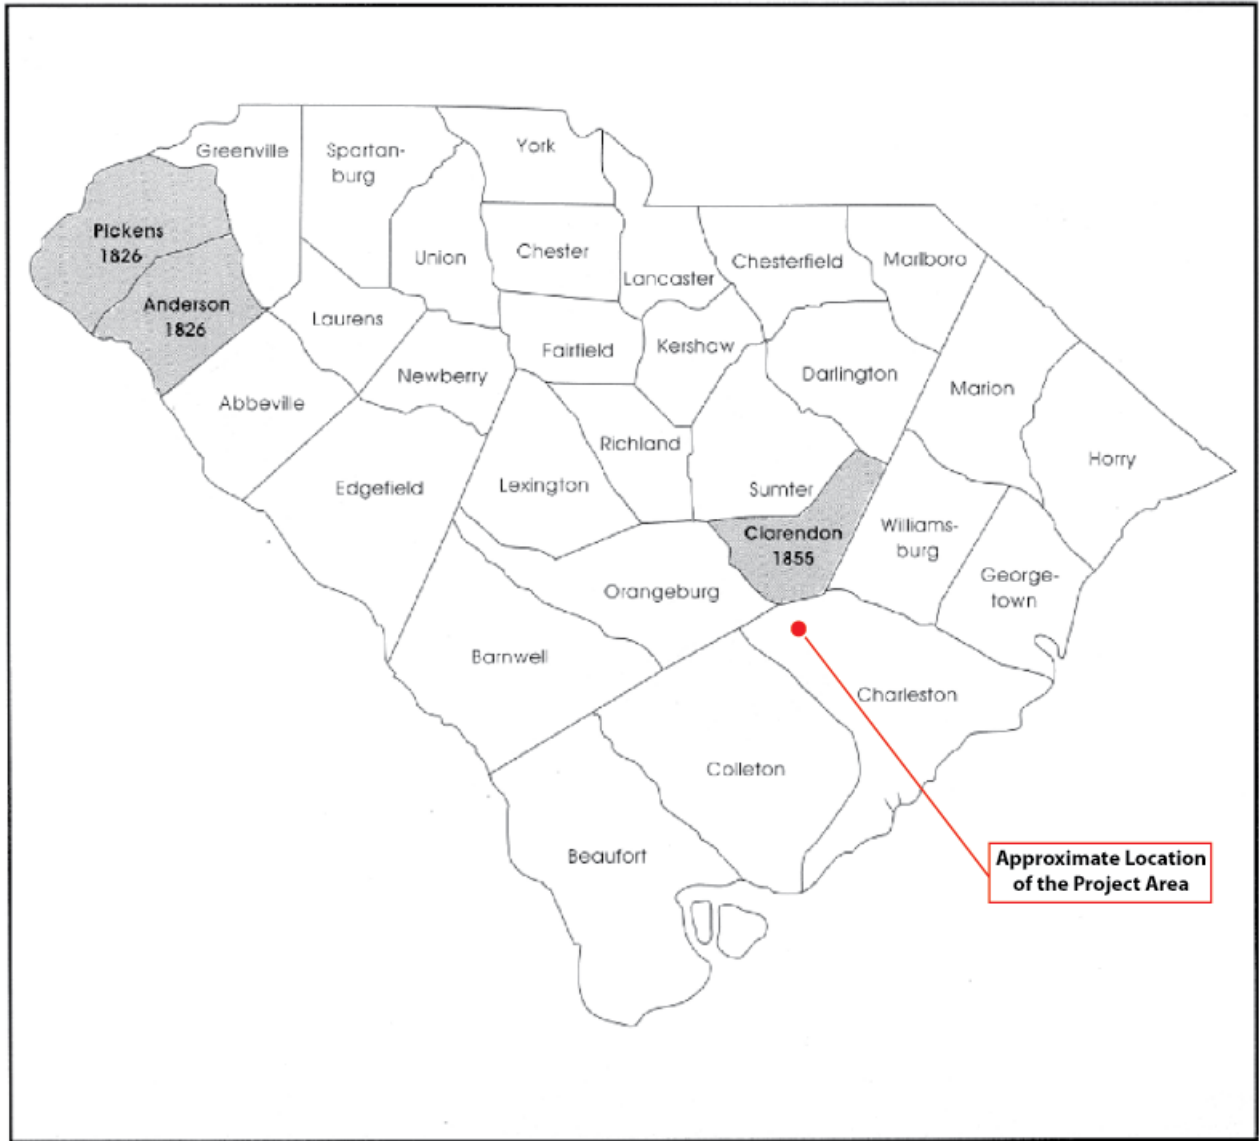 York
Greenville
Spartan-
burg
Pickens
1826
Union
Chester
Lancaster
Chesterfield
Marlboro
Anderson
1826
Laurens
Fairfield
Kershaw
Newberry
Darlington
Marion
Abbeville
Richland
Horry
Edgefield
Lexington
Sumter
Clarendon
1855
Williams-
burg
Orangeburg
George-
town
Barnwell
Charleston
Colleton
Beaufort
Approximate Location
of the Project Area